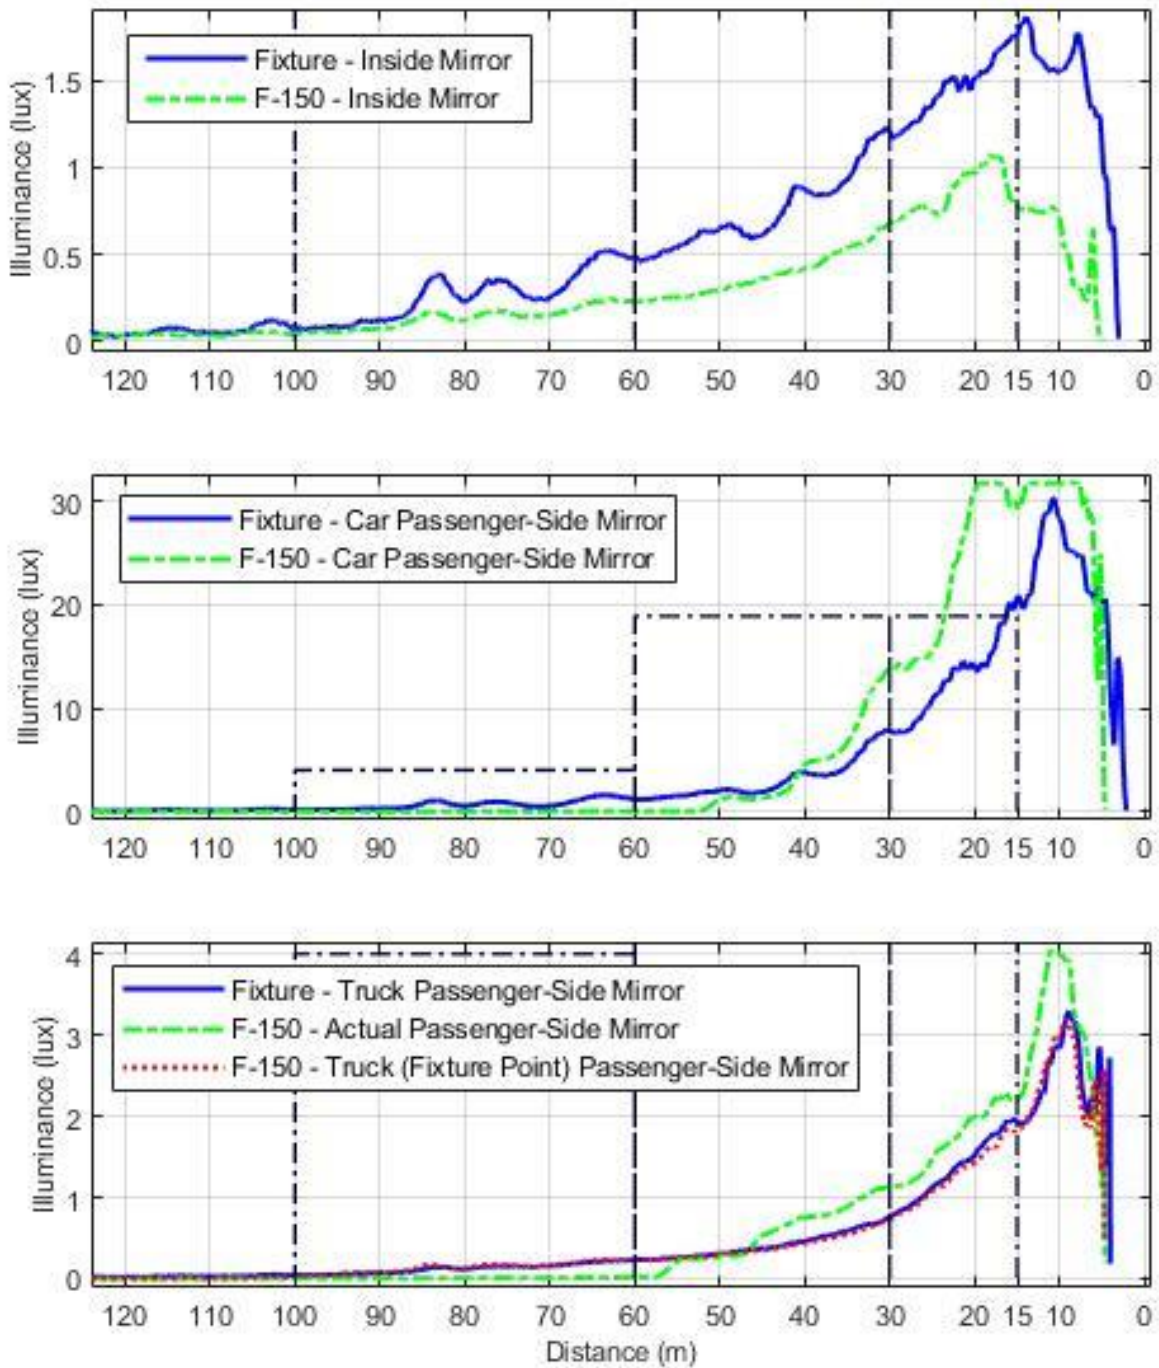 Illuminance (lux)
1.5
1
0.5
0
Fixture - Inside Mirror
F-150 - Inside Mirror
120 110 100 90 80 70 60 50 40 30 20 15 10 0
Illuminance (lux)
30
20
10
0
Fixture - Car Passenger-Side Mirror
F-150 - Car Passenger-Side Mirror
120 110 100 90 80 70 60 50 40 30 20 15 10 0
Illuminance (lux)
4
3
2
1
0
Fixture - Truck Passenger-Side Mirror
F-150 - Actual Passenger-Side Mirror
F-150 - Truck (Fixture Point) Passenger-Side Mirror
120 110 100 90 80 70 60 50 40 30 20 15 10 0
Distance (m)